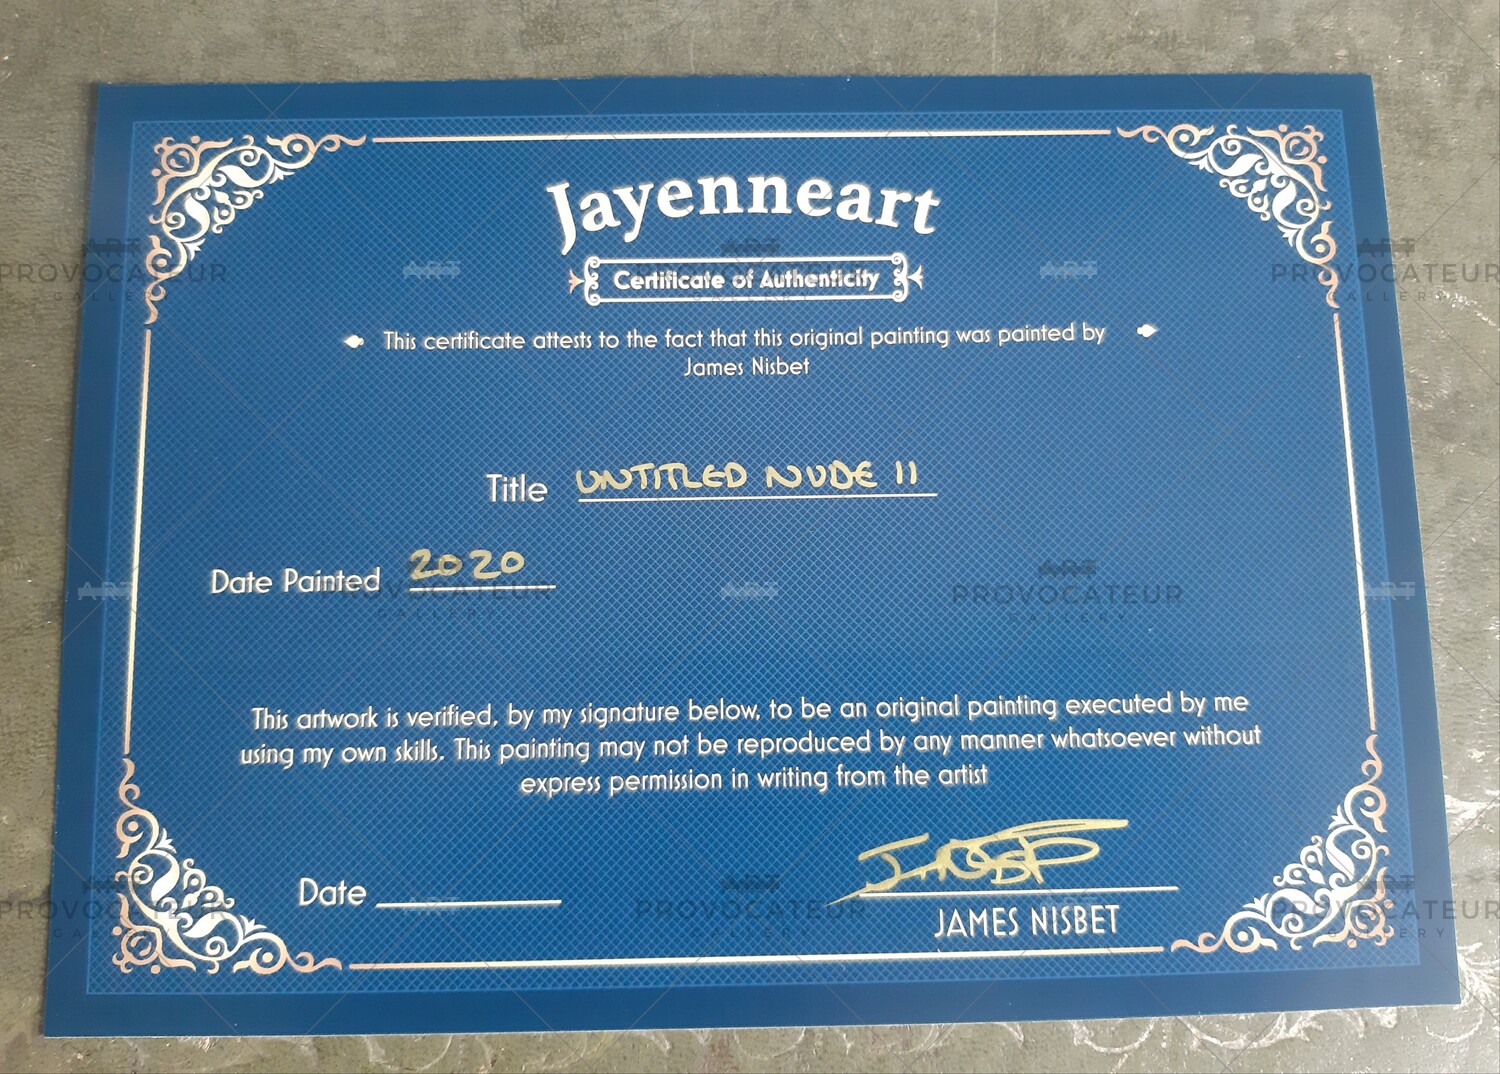 Jayenneart
Certificate of Authenticity
This certificate attests to the fact that this original painting was painted by
James Nisbet
Title UNTITLED NUDE II
Date Painted 2020
This artwork is verified, by my signature below, to be an original painting executed by me
using my own skills. This painting may not be reproduced by any manner whatsoever without
express permission in writing from the artist
Date
JAMES NISBET
ART
PROVOCATEUR
GALLERY